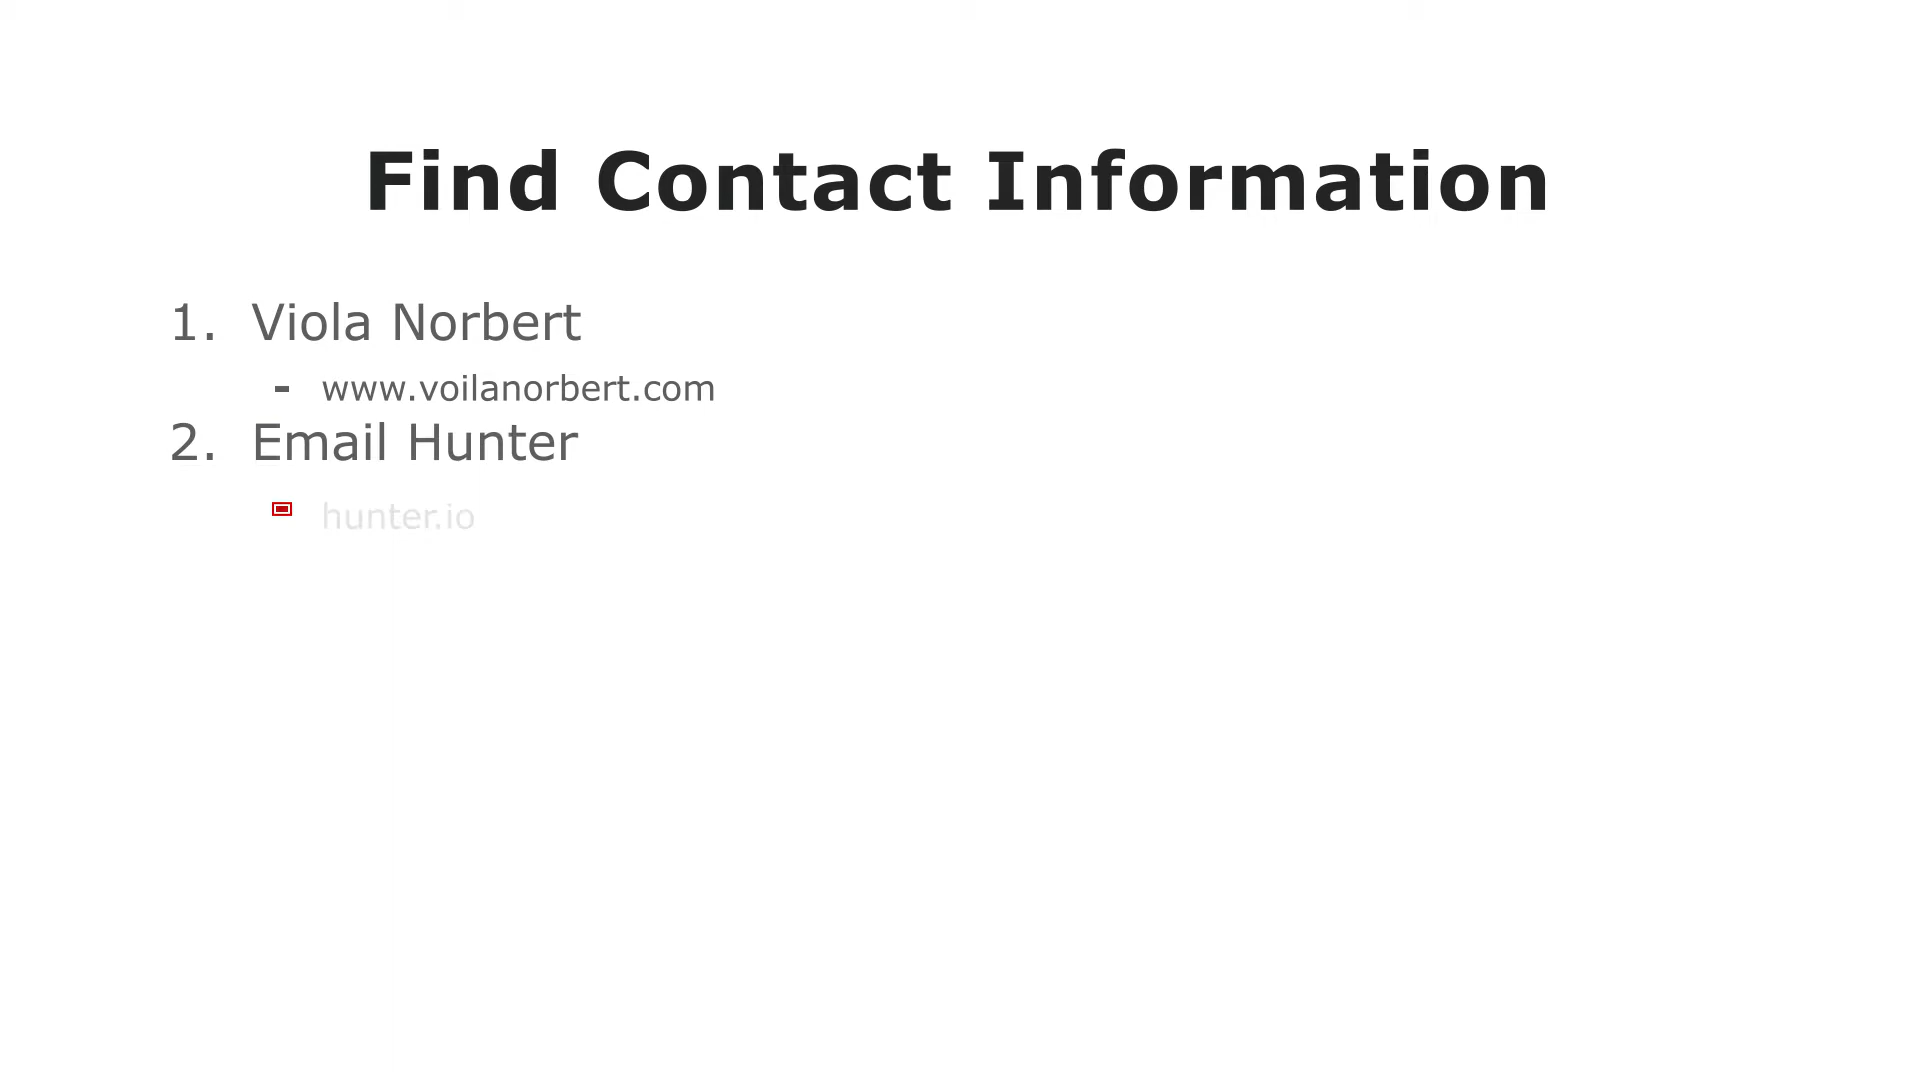 Find Contact Information
1. Viola Norbert
- www.voilanorbert.com
2. Email Hunter
hunter.io